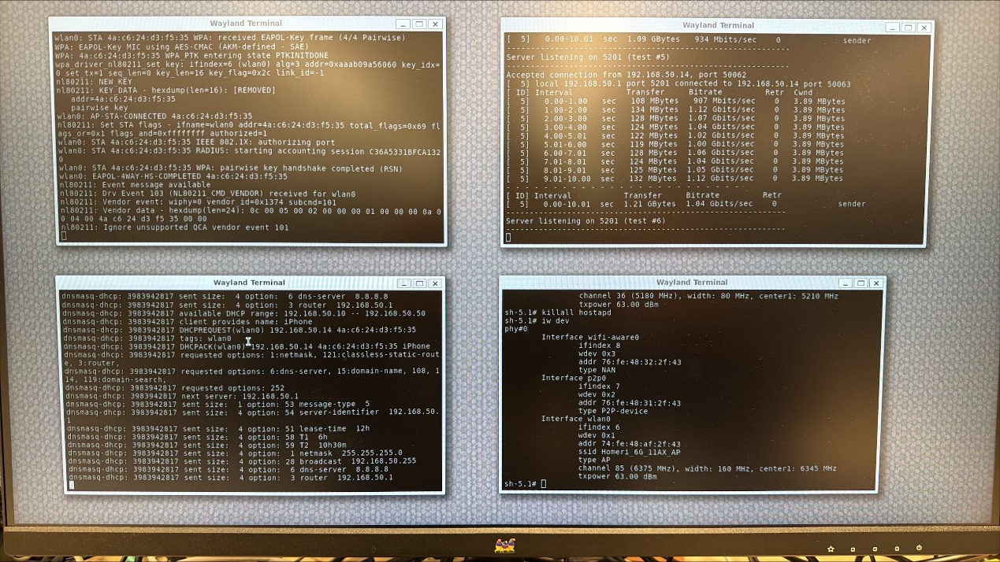 Wayland Terminal
wlan0: STA 4a:c6:24:d3:f5:35 WPA: received EAPOL-Key frame (4/4 Pairwise)
WPA: EAPOL-Key MIC using AES-CMAC (AKM-defined - SAE)
WPA: 4a:c6:24:d3:f5:35 WPA_PTK entering state PTKINITDONE
wpa_driver_nl80211_set_key: ifindex=6 (wlan0) alg=3 addr=0xaaab09a56060 key_idx=
0 set_tx=1 seq_len=0 key_len=16 key_flag=0x2c link_id=-1
nl80211: NEW_KEY
nl80211: KEY_DATA - hexdump(len=16): [REMOVED]
addr=4a:c6:24:d3:f5:35
pairwise key
wlan0: AP-STA-CONNECTED 4a:c6:24:d3:f5:35
nl80211: Set STA flags - ifname=wlan0 addr=4a:c6:24:d3:f5:35 total_flags=0x69 fl
ags_or=0x1 flags_and=0xffffffff authorized=1
wlan0: STA 4a:c6:24:d3:f5:35 IEEE 802.1X: authorizing port
wlan0: STA 4a:c6:24:d3:f5:35 RADIUS: starting accounting session C36A5331BFCA132
0
wlan0: STA 4a:c6:24:d3:f5:35 WPA: pairwise key handshake completed (RSN)
wlan0: EAPOL-4WAY-HS-COMPLETED 4a:c6:24:d3:f5:35
nl80211: Event message available
nl80211: Drv Event 103 (NL80211_CMD_VENDOR) received for wlan0
nl80211: Vendor event: wiphy=0 vendor_id=0x1374 subcmd=101
nl80211: Vendor data - hexdump(len=24): 0c 00 05 00 02 00 00 00 01 00 00 00 0a 0
0 04 00 4a c6 24 d3 f5 35 00 00
nl80211: Ignore unsupported QCA vendor event 101
Wayland Terminal
[  5]   0.00-10.01  sec  1.09 GBytes   934 Mbits/sec    0             sender
-----------------------------------------------------------
Server listening on 5201 (test #5)
-----------------------------------------------------------
Accepted connection from 192.168.50.14, port 50062
[  5] local 192.168.50.1 port 5201 connected to 192.168.50.14 port 50063
[ ID] Interval           Transfer     Bitrate         Retr  Cwnd
[  5]   0.00-1.00   sec   108 MBytes   907 Mbits/sec    0   3.89 MBytes
[  5]   1.00-2.00   sec   134 MBytes  1.12 Gbits/sec    0   3.89 MBytes
[  5]   2.00-3.00   sec   128 MBytes  1.07 Gbits/sec    0   3.89 MBytes
[  5]   3.00-4.00   sec   124 MBytes  1.04 Gbits/sec    0   3.89 MBytes
[  5]   4.00-5.01   sec   122 MBytes  1.02 Gbits/sec    0   3.89 MBytes
[  5]   5.01-6.00   sec   119 MBytes  1.00 Gbits/sec    0   3.89 MBytes
[  5]   6.00-7.01   sec   128 MBytes  1.06 Gbits/sec    0   3.89 MBytes
[  5]   7.01-8.01   sec   124 MBytes  1.04 Gbits/sec    0   3.89 MBytes
[  5]   8.01-9.01   sec   125 MBytes  1.05 Gbits/sec    0   3.89 MBytes
[  5]   9.01-10.00  sec   132 MBytes  1.12 Gbits/sec    0   3.89 MBytes
- - - - - - - - - - - - - - - - - - - - - - - - -
[ ID] Interval           Transfer     Bitrate         Retr
[  5]   0.00-10.01  sec  1.21 GBytes  1.04 Gbits/sec    0             sender
-----------------------------------------------------------
Server listening on 5201 (test #6)
-----------------------------------------------------------
Wayland Terminal
dnsmasq-dhcp: 3983942817 sent size:  4 option:  6 dns-server  8.8.8.8
dnsmasq-dhcp: 3983942817 sent size:  4 option:  3 router  192.168.50.1
dnsmasq-dhcp: 3983942817 available DHCP range: 192.168.50.10 -- 192.168.50.50
dnsmasq-dhcp: 3983942817 client provides name: iPhone
dnsmasq-dhcp: 3983942817 DHCPREQUEST(wlan0) 192.168.50.14 4a:c6:24:d3:f5:35
dnsmasq-dhcp: 3983942817 tags: wlan0
dnsmasq-dhcp: 3983942817 DHCPACK(wlan0) 192.168.50.14 4a:c6:24:d3:f5:35 iPhone
dnsmasq-dhcp: 3983942817 requested options: 1:netmask, 121:classless-static-rout
e, 3:router,
dnsmasq-dhcp: 3983942817 requested options: 6:dns-server, 15:domain-name, 108, 1
14, 119:domain-search,
dnsmasq-dhcp: 3983942817 requested options: 252
dnsmasq-dhcp: 3983942817 next server: 192.168.50.1
dnsmasq-dhcp: 3983942817 sent size:  1 option: 53 message-type  5
dnsmasq-dhcp: 3983942817 sent size:  4 option: 54 server-identifier  192.168.50.
1
dnsmasq-dhcp: 3983942817 sent size:  4 option: 51 lease-time  12h
dnsmasq-dhcp: 3983942817 sent size:  4 option: 58 T1  6h
dnsmasq-dhcp: 3983942817 sent size:  4 option: 59 T2  10h30m
dnsmasq-dhcp: 3983942817 sent size:  4 option:  1 netmask  255.255.255.0
dnsmasq-dhcp: 3983942817 sent size:  4 option: 28 broadcast  192.168.50.255
dnsmasq-dhcp: 3983942817 sent size:  4 option:  6 dns-server  8.8.8.8
dnsmasq-dhcp: 3983942817 sent size:  4 option:  3 router  192.168.50.1
Wayland Terminal
channel 36 (5180 MHz), width: 80 MHz, center1: 5210 MHz
txpower 63.00 dBm
sh-5.1# killall hostapd
sh-5.1# iw dev
phy#0
Interface wifi-aware0
ifindex 8
wdev 0x3
addr 76:fe:48:32:2f:43
type NAN
Interface p2p0
ifindex 7
wdev 0x2
addr 76:fe:48:31:2f:43
type P2P-device
Interface wlan0
ifindex 6
wdev 0x1
addr 74:fe:48:af:2f:43
ssid Homeri_6G_11AX_AP
type AP
channel 85 (6375 MHz), width: 160 MHz, center1: 6345 MHz
txpower 63.00 dBm
sh-5.1#